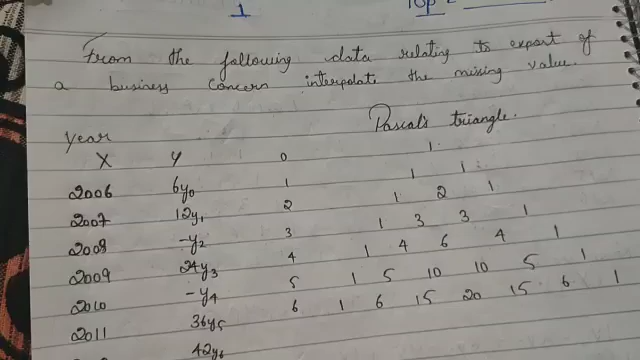 1
From the following data relating to export of
a business concern interpolate the missing value.
Pascal's triangle.
year
X Y 0 1
2006 6y₀ 1 1 1
2007 12y₁ 2 1 2 1
2008 -y₂ 3 1 3 3 1
2009 24y₃ 4 1 4 6 4 1
2010 -y₄ 5 1 5 10 10 5 1
2011 36y₅ 6 1 6 15 20 15 6 1
42y₆